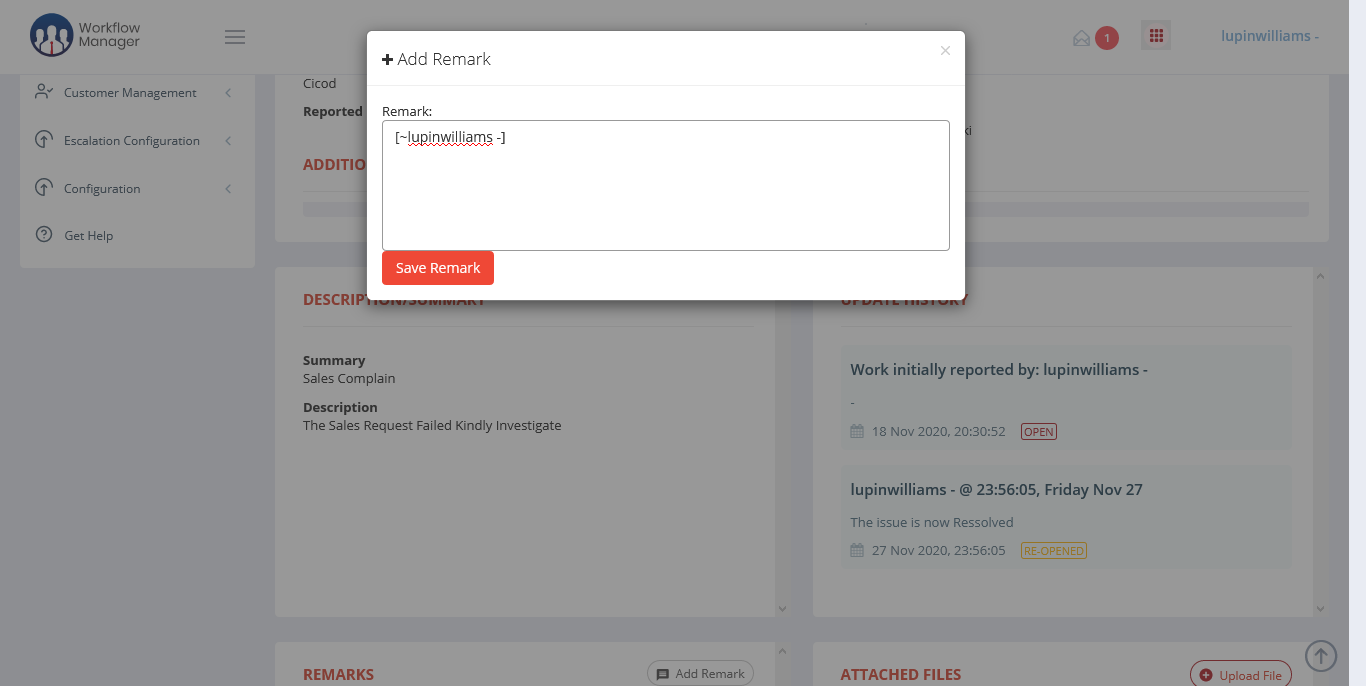 Workflow
Manager
1
lupinwilliams -
Customer Management
Escalation Configuration
Configuration
Get Help
Cicod
Reported
ki
ADDITIO
+ Add Remark
×
Remark:
[~lupinwilliams -]
Save Remark
DESCRIPTION/SUMMARY
Summary
Sales Complain
Description
The Sales Request Failed Kindly Investigate
UPDATE HISTORY
Work initially reported by: lupinwilliams -
-
18 Nov 2020, 20:30:52 OPEN
lupinwilliams - @ 23:56:05, Friday Nov 27
The issue is now Ressolved
27 Nov 2020, 23:56:05 RE-OPENED
REMARKS
Add Remark
ATTACHED FILES
Upload File